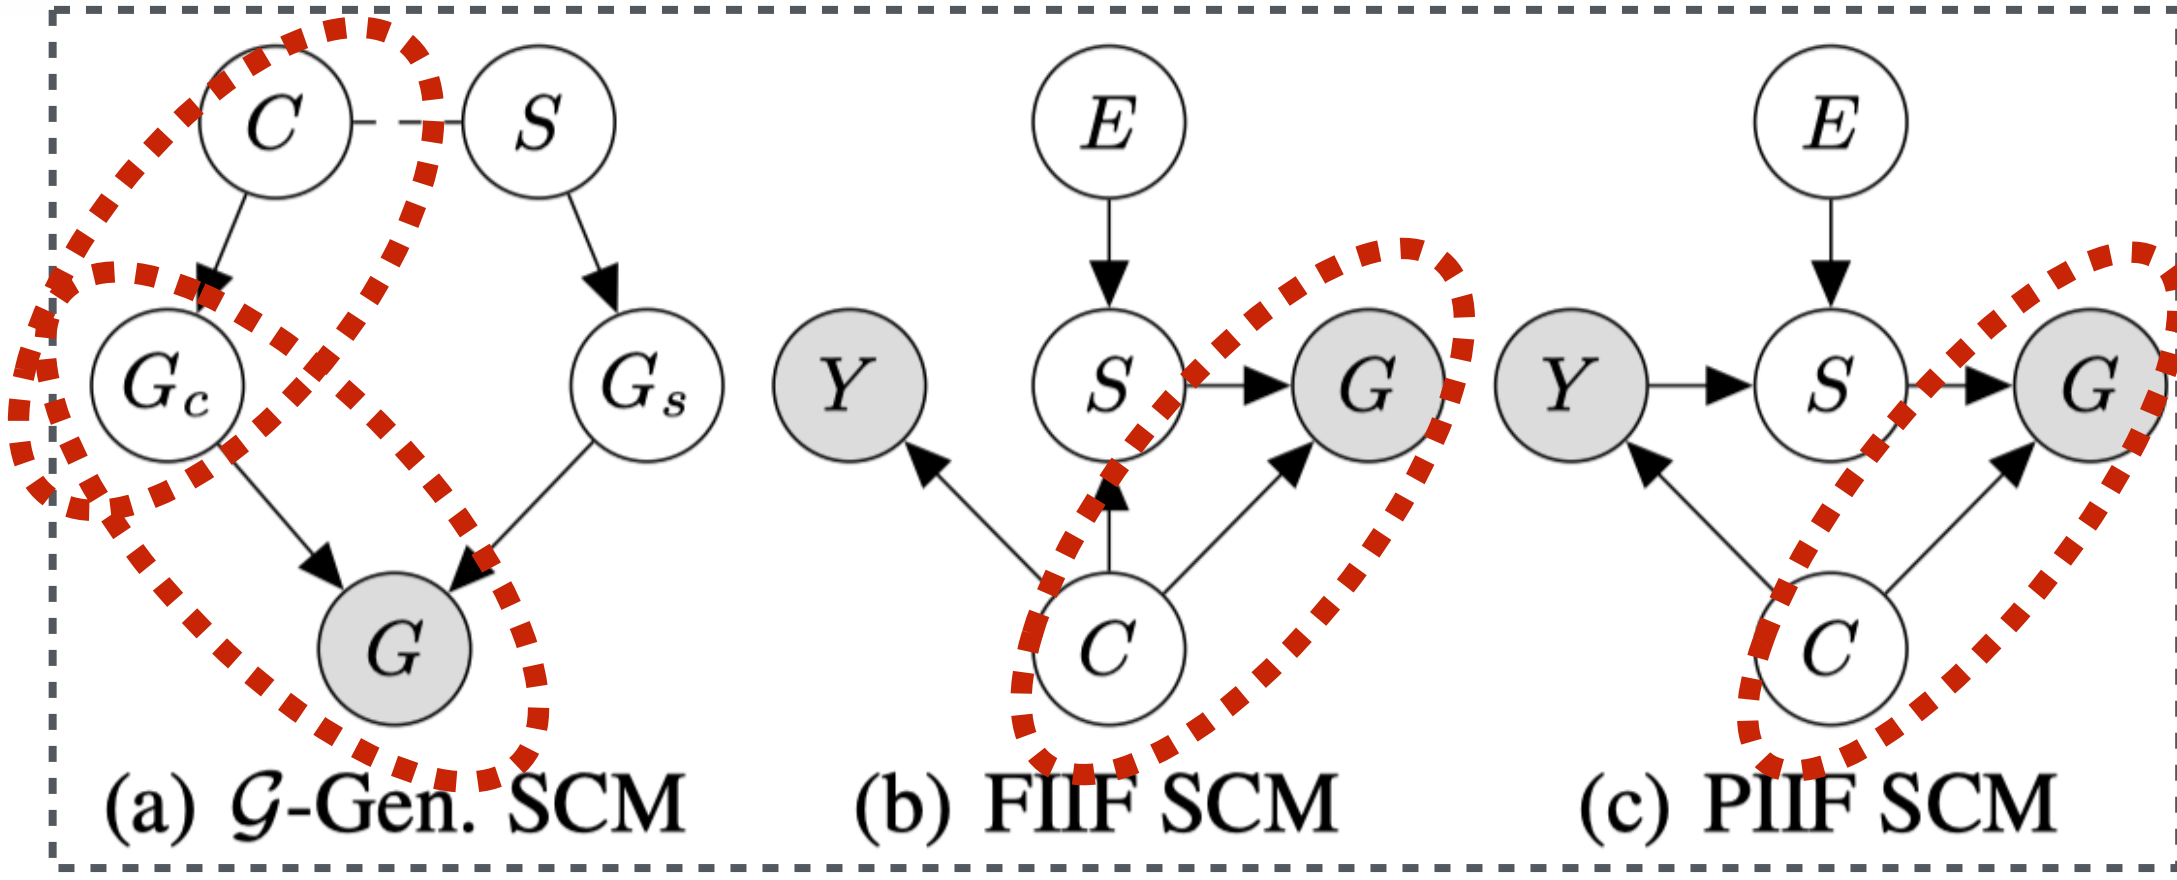 C S E E
G_c G_s Y S G Y S G
G C C
(a) 𝒢-Gen. SCM (b) FIIF SCM (c) PIIF SCM